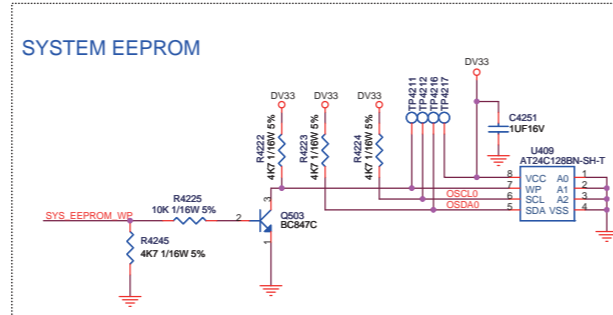 SYSTEM EEPROM
DV33
DV33
DV33
DV33
TP4211
TP4212
TP4216
TP4217
R4222
4K7 1/16W 5%
R4223
4K7 1/16W 5%
R4224
4K7 1/16W 5%
C4251
1UF16V
U409
AT24C128BN-SH-T
8 VCC A0 1
7 WP A1 2
6 SCL A2 3
5 SDA VSS 4
OSCL0
OSDA0
R4225
10K 1/16W 5%
SYS_EEPROM_WP
2
3
1
Q503
BC847C
R4245
4K7 1/16W 5%